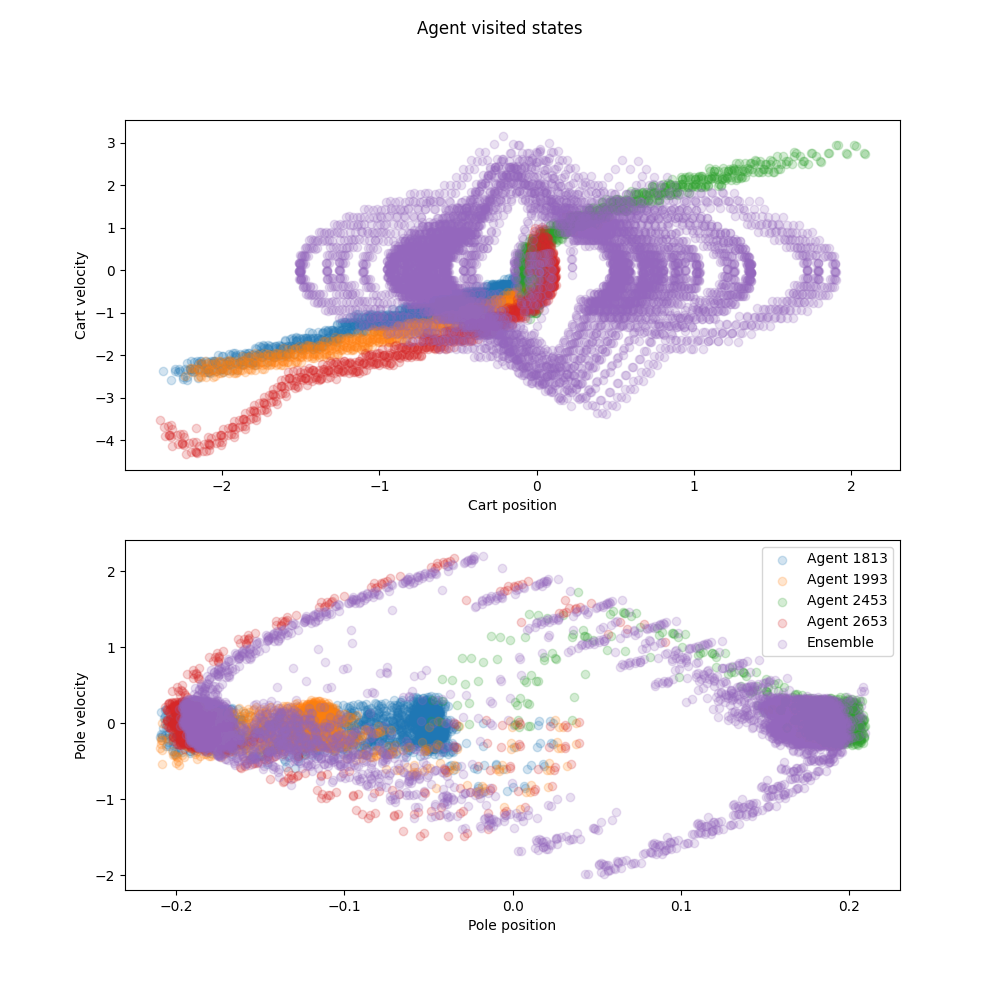 Agent visited states
3
2
1
0
−1
−2
−3
−4
Cart velocity
−2
−1
0
1
2
Cart position
2
1
0
−1
−2
Pole velocity
Agent 1813
Agent 1993
Agent 2453
Agent 2653
Ensemble
−0.2
−0.1
0.0
0.1
0.2
Pole position